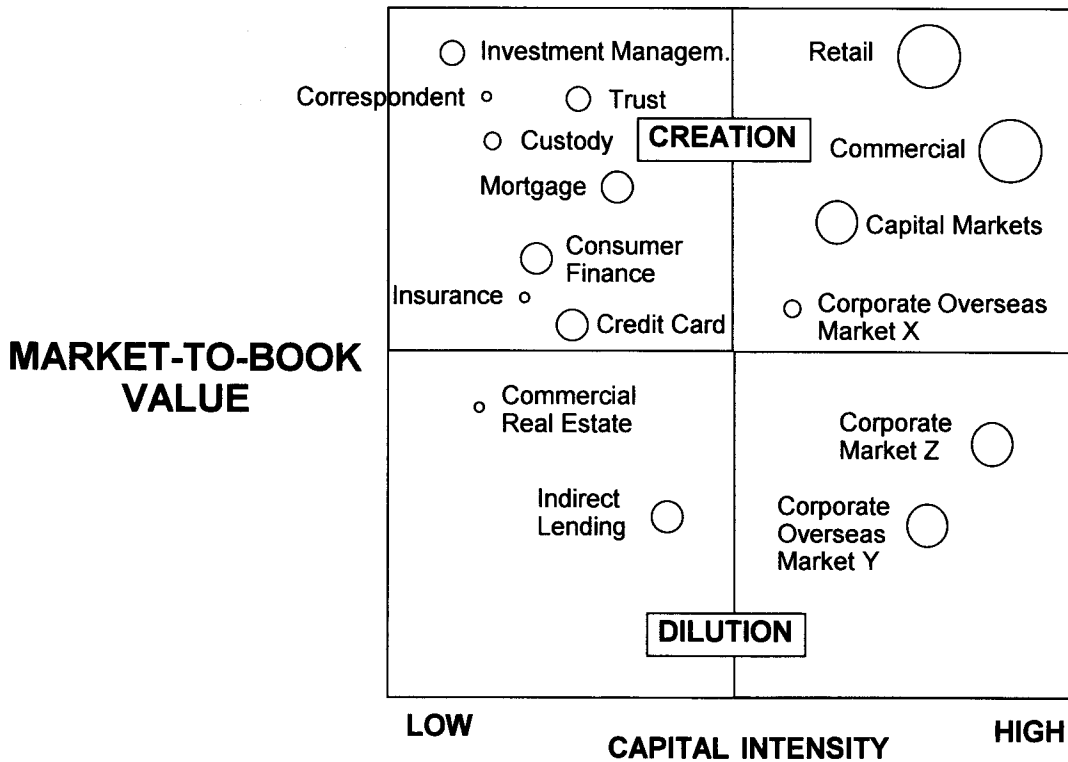 Investment Managem.
Retail
Correspondent
Trust
CREATION
Custody
Commercial
Mortgage
Capital Markets
Consumer
Finance
Insurance
Corporate Overseas
Market X
Credit Card
MARKET-TO-BOOK
VALUE
Commercial
Real Estate
Corporate
Market Z
Indirect
Lending
Corporate
Overseas
Market Y
DILUTION
LOW
HIGH
CAPITAL INTENSITY